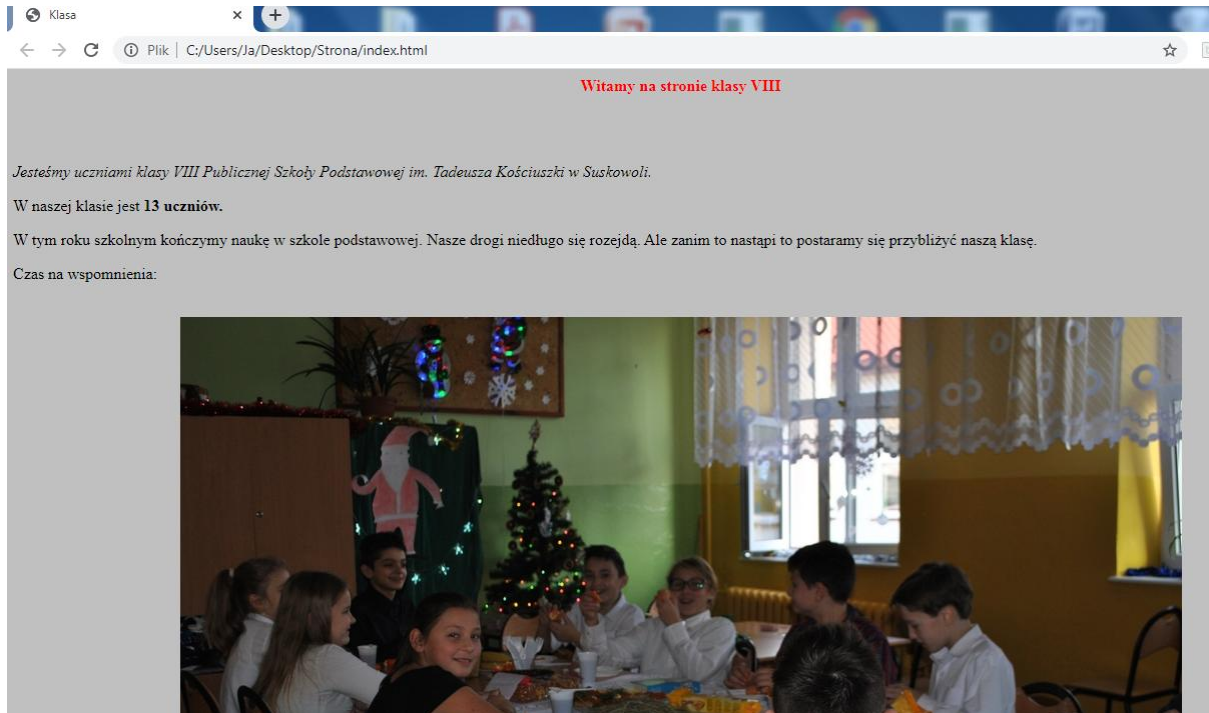 Klasa
Plik | C:/Users/Ja/Desktop/Strona/index.html
Witamy na stronie klasy VIII
Jesteśmy uczniami klasy VIII Publicznej Szkoły Podstawowej im. Tadeusza Kościuszki w Suskowoli.
W naszej klasie jest 13 uczniów.
W tym roku szkolnym kończymy naukę w szkole podstawowej. Nasze drogi niedługo się rozejdą. Ale zanim to nastąpi to postaramy się przybliżyć naszą klasę.
Czas na wspomnienia: